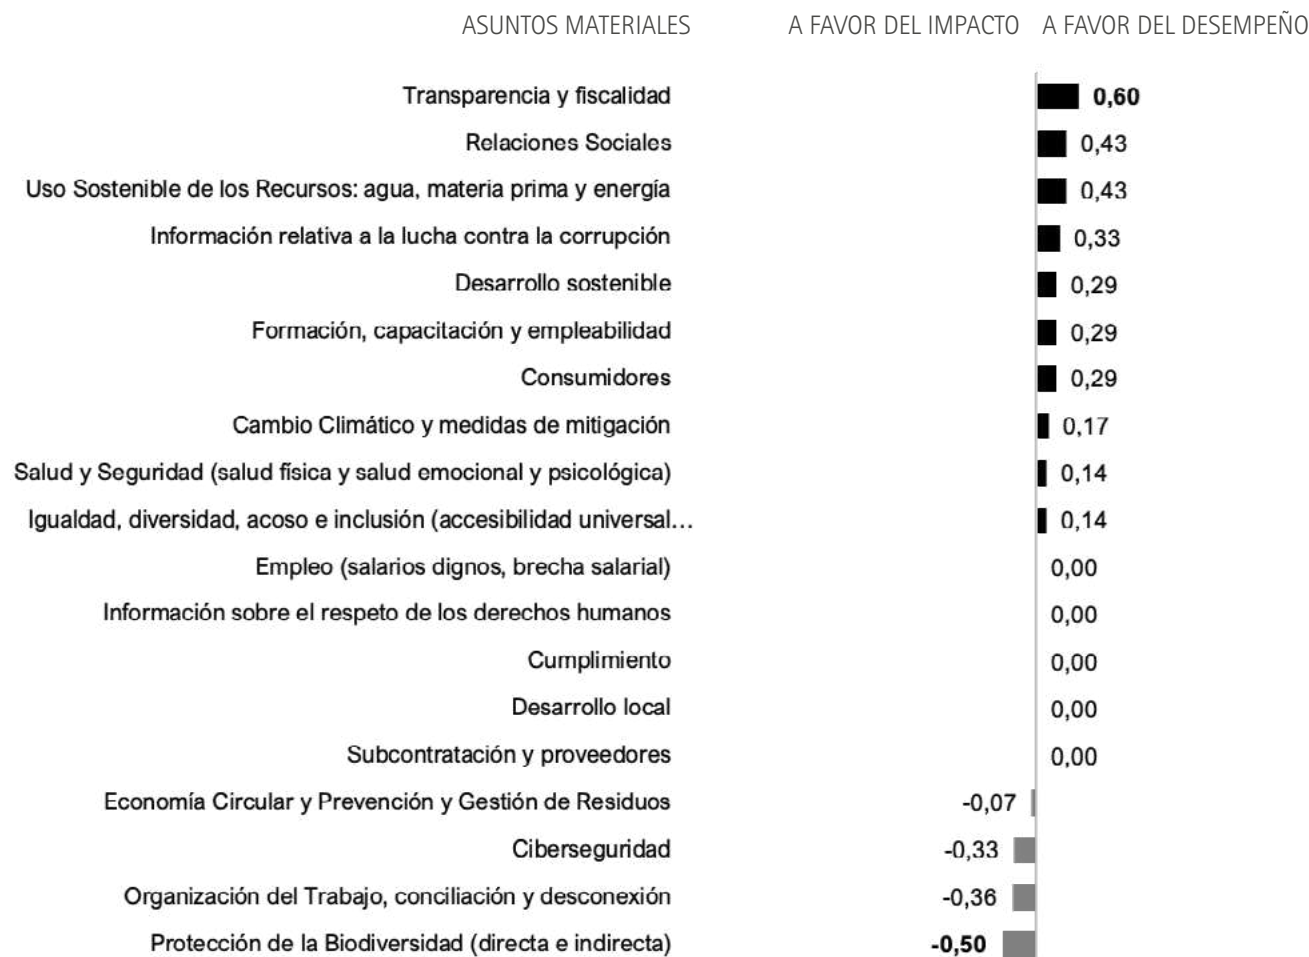 ASUNTOS MATERIALES A FAVOR DEL IMPACTO A FAVOR DEL DESEMPEÑO
Transparencia y fiscalidad 0,60
Relaciones Sociales 0,43
Uso Sostenible de los Recursos: agua, materia prima y energía 0,43
Información relativa a la lucha contra la corrupción 0,33
Desarrollo sostenible 0,29
Formación, capacitación y empleabilidad 0,29
Consumidores 0,29
Cambio Climático y medidas de mitigación 0,17
Salud y Seguridad (salud física y salud emocional y psicológica) 0,14
Igualdad, diversidad, acoso e inclusión (accesibilidad universal... 0,14
Empleo (salarios dignos, brecha salarial) 0,00
Información sobre el respeto de los derechos humanos 0,00
Cumplimiento 0,00
Desarrollo local 0,00
Subcontratación y proveedores 0,00
Economía Circular y Prevención y Gestión de Residuos -0,07
Ciberseguridad -0,33
Organización del Trabajo, conciliación y desconexión -0,36
Protección de la Biodiversidad (directa e indirecta) -0,50